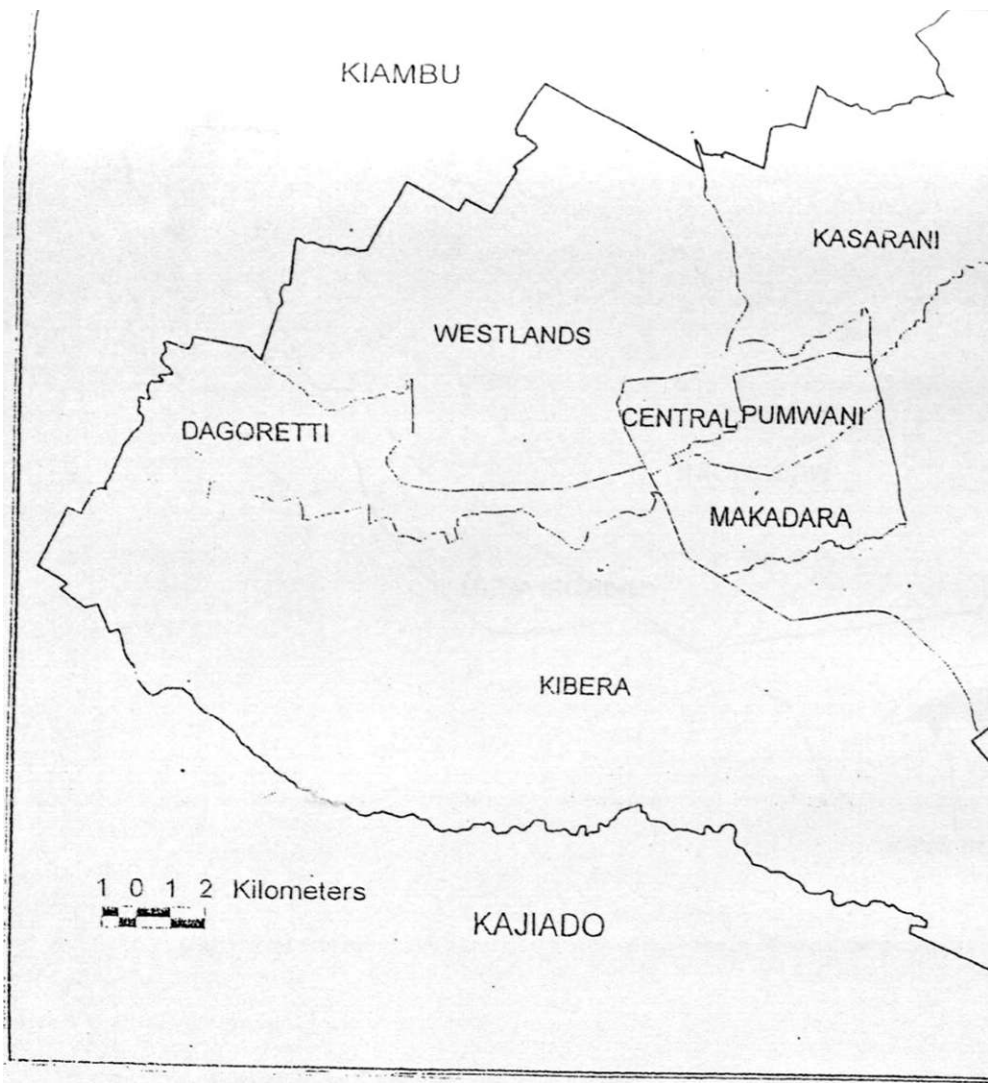 KIAMBU
KASARANI
WESTLANDS
DAGORETTI
CENTRAL
PUMWANI
MAKADARA
KIBERA
1 0 1 2 Kilometers
KAJIADO